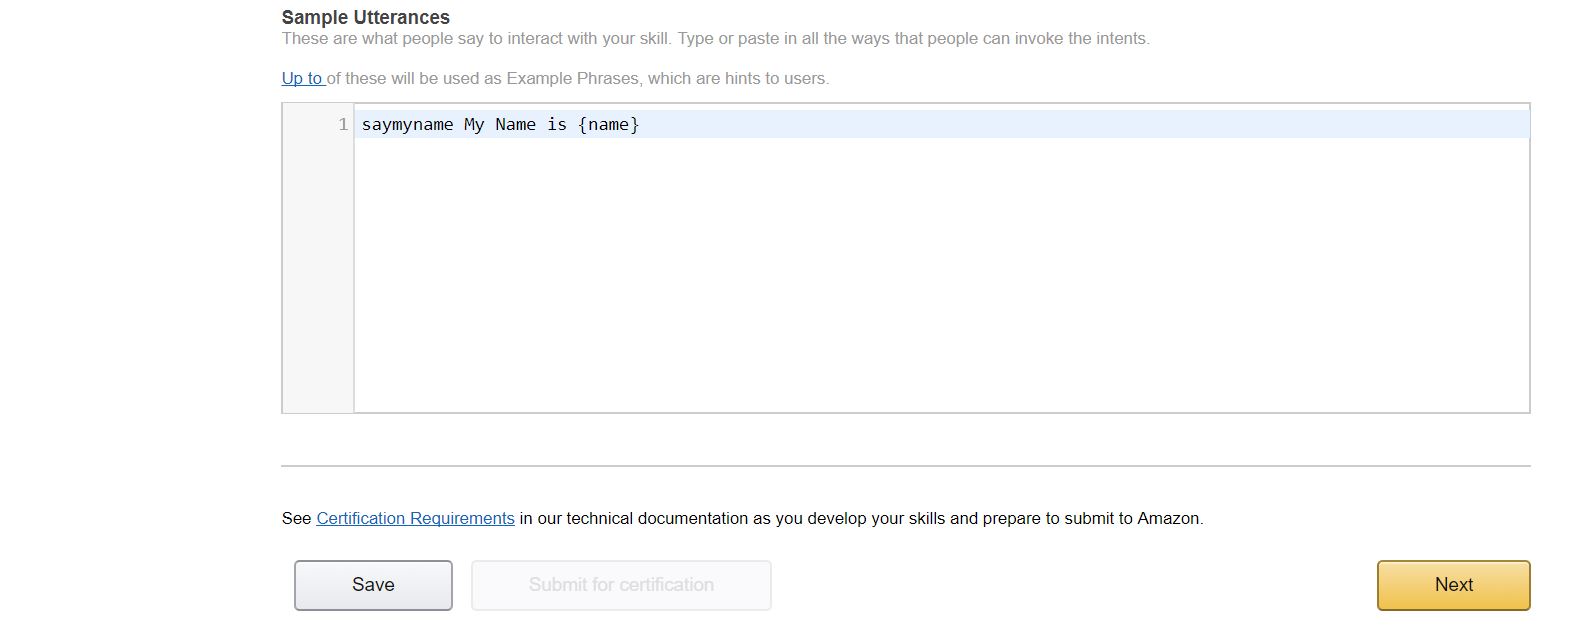 Sample Utterances
These are what people say to interact with your skill. Type or paste in all the ways that people can invoke the intents.
Up to of these will be used as Example Phrases, which are hints to users.
1 saymyname My Name is {name}
See Certification Requirements in our technical documentation as you develop your skills and prepare to submit to Amazon.
Save Submit for certification Next